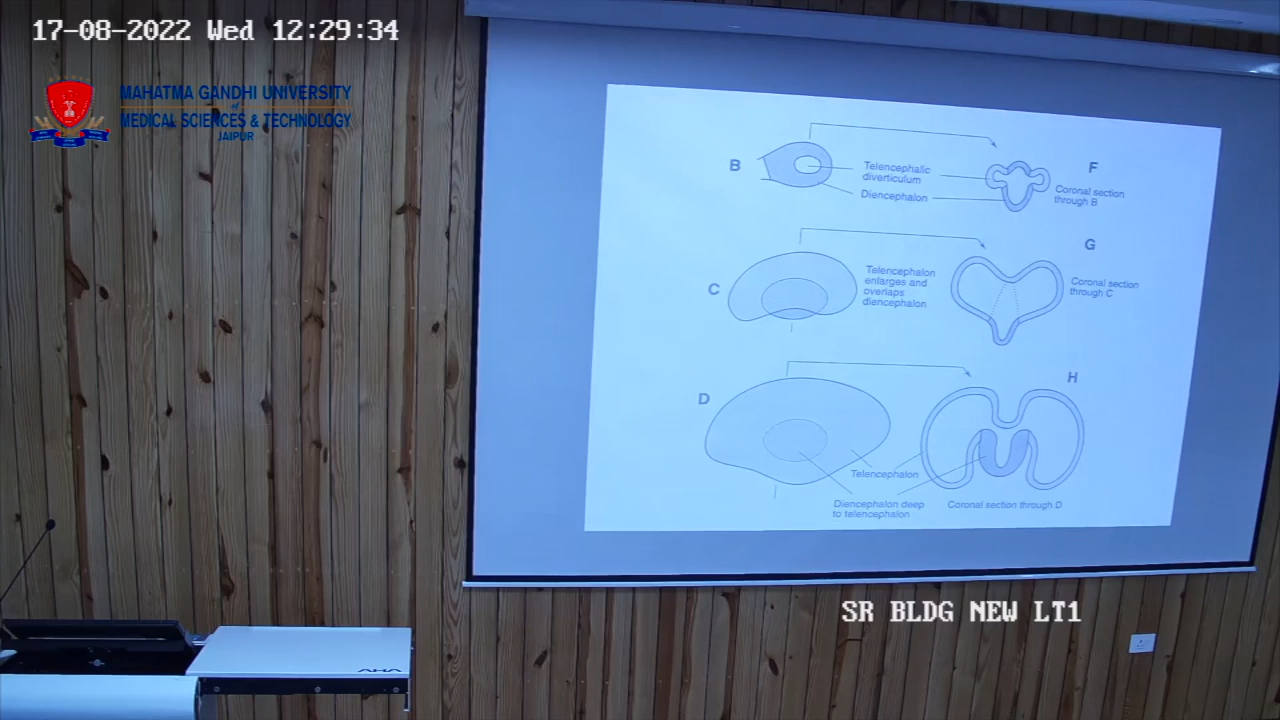 17-08-2022 Wed 12:29:34
MAHATMA GANDHI UNIVERSITY
of
MEDICAL SCIENCES & TECHNOLOGY
JAIPUR
B
Telencephalic
diverticulum
Diencephalon
F
Coronal section
through B
C
Telencephalon
enlarges and
overlaps
diencephalon
G
Coronal section
through C
D
Telencephalon
Diencephalon deep
to telencephalon
H
Coronal section through D
SR BLDG NEW LT1
AHA